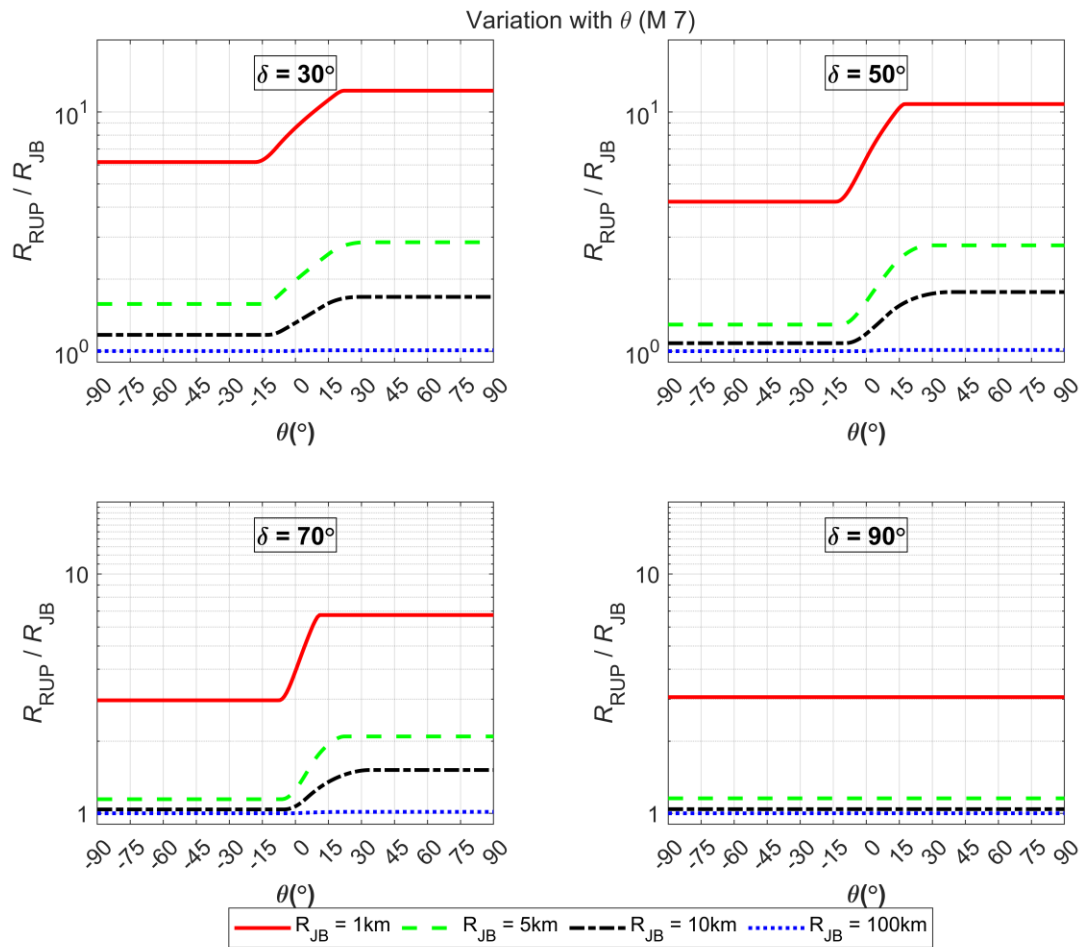 Variation with θ (M 7)
δ = 30°
10¹
10⁰
R_RUP / R_JB
-90 -75 -60 -45 -30 -15 0 15 30 45 60 75 90
θ(°)
δ = 50°
10¹
10⁰
R_RUP / R_JB
-90 -75 -60 -45 -30 -15 0 15 30 45 60 75 90
θ(°)
δ = 70°
10
1
R_RUP / R_JB
-90 -75 -60 -45 -30 -15 0 15 30 45 60 75 90
θ(°)
δ = 90°
10
1
R_RUP / R_JB
-90 -75 -60 -45 -30 -15 0 15 30 45 60 75 90
θ(°)
R_JB = 1km R_JB = 5km R_JB = 10km R_JB = 100km